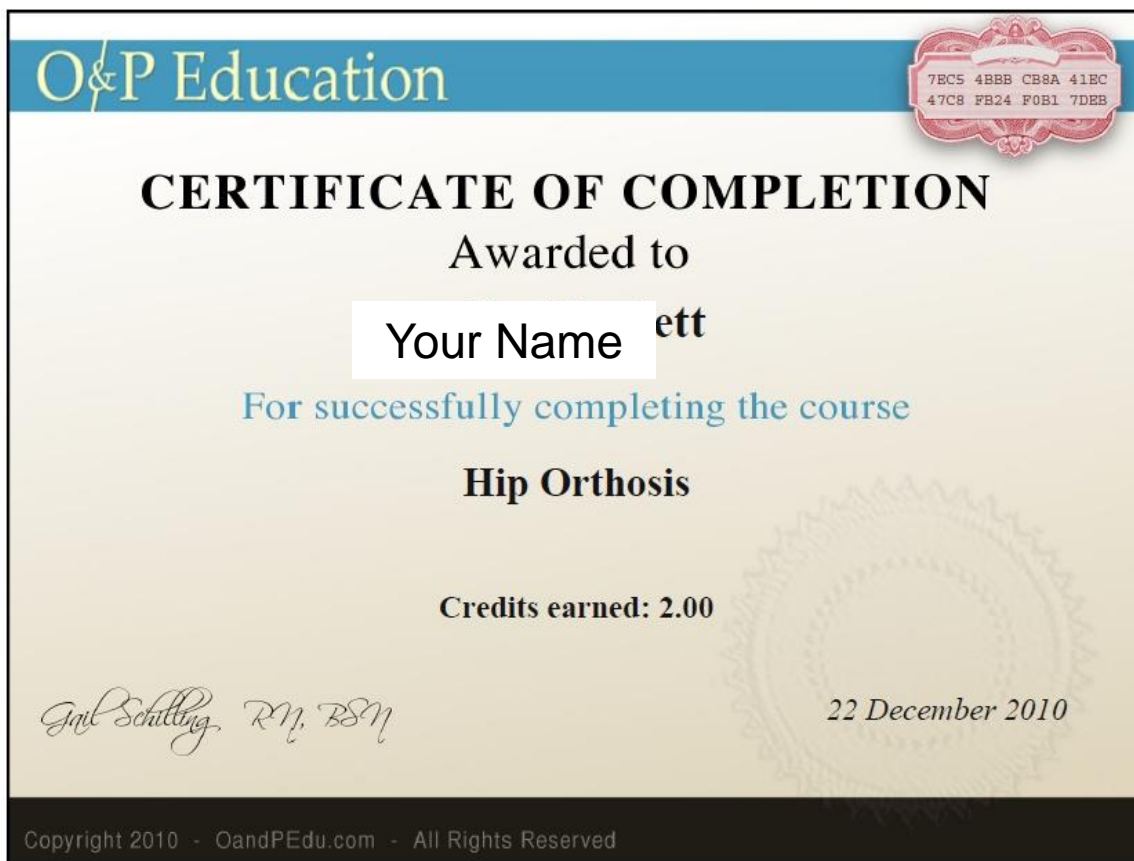 O&P Education
7EC5 4BBB CB8A 41EC
47C8 FB24 F0B1 7DEB
CERTIFICATE OF COMPLETION
Awarded to
Your Name ett
For successfully completing the course
Hip Orthosis
Credits earned: 2.00
Gail Schilling, RN, BSN
22 December 2010
Copyright 2010 - OandPEdu.com - All Rights Reserved